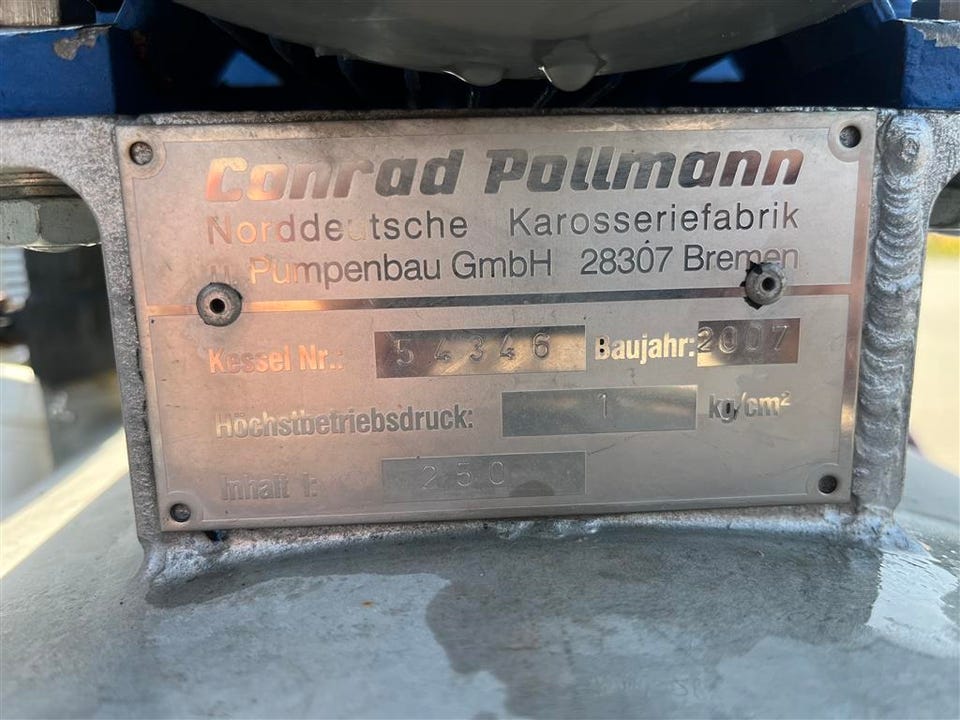 Conrad Pollmann
Norddeutsche Karosseriefabrik
u. Pumpenbau GmbH 28307 Bremen
Kessel Nr.: 54346 Baujahr: 2007
Höchstbetriebsdruck: 1 kg/cm²
Inhalt l: 250